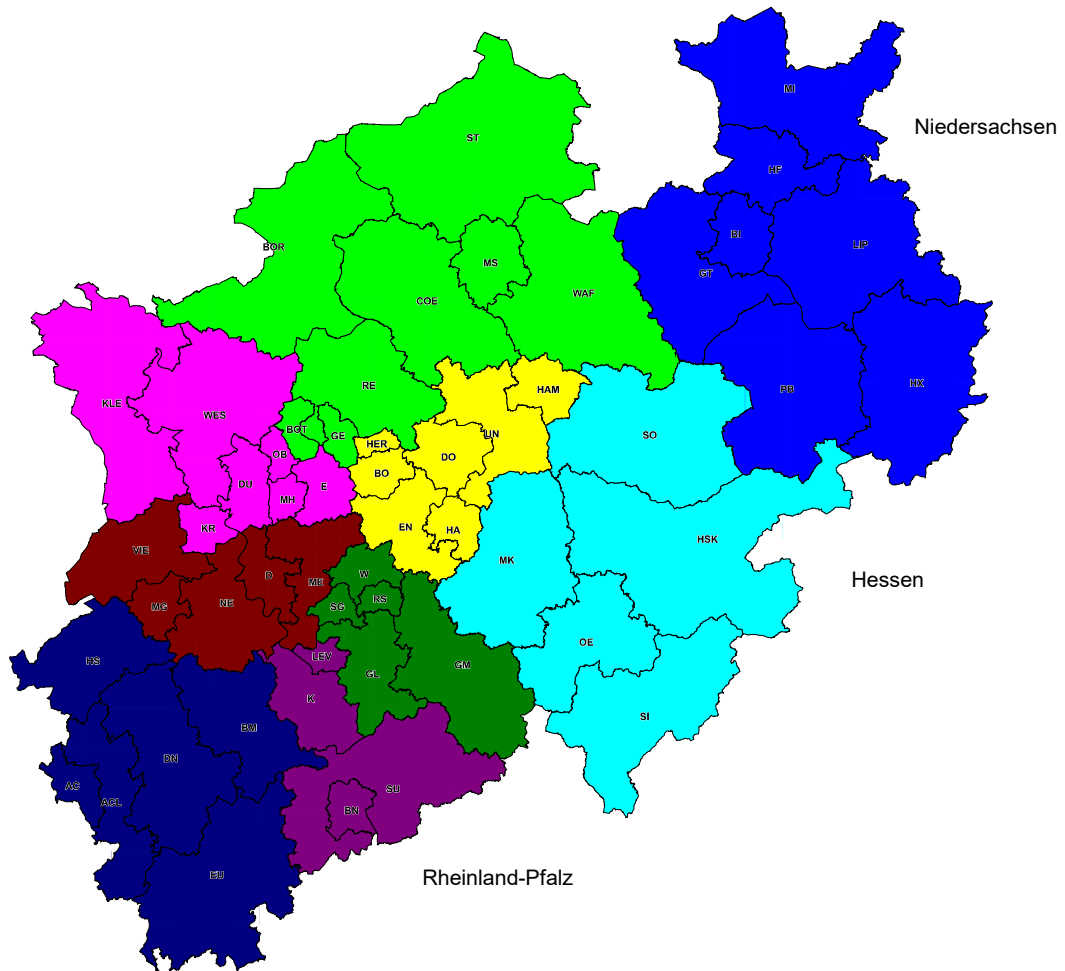 MI
Niedersachsen
ST
HF
BI
LIP
BOR
MS
GT
WAF
COE
RE
HAM
PB
HX
KLE
WES
BOT
GE
UN
SO
HER
OB
DO
BO
DU
E
MH
KR
EN
HA
HSK
VIE
MK
Hessen
D
W
ME
RS
MG
NE
SG
OE
HS
LEV
GL
GM
K
SI
BM
DN
AC
SU
ACL
BN
EU
Rheinland-Pfalz